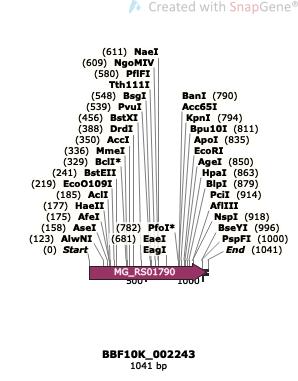 Created with SnapGene®
(611) NaeI
(609) NgoMIV
(580) PflFI
Tth111I
(548) BsgI
(539) PvuI
(456) BstXI
(388) DrdI
(350) AccI
(336) MmeI
(329) BclI*
(241) BstEII
(219) EcoO109I
(185) AclI
(177) HaeII
(175) AfeI
(158) AseI
(123) AlwNI
(0) Start
(782) PfoI*
(681) EaeI
EagI
BanI (790)
Acc65I
KpnI (794)
Bpu10I (811)
ApoI (835)
EcoRI
AgeI (850)
HpaI (863)
BlpI (879)
PciI (914)
AflIII
NspI (918)
BseYI (996)
PspFI (1000)
End (1041)
MG_RS01790
500
1000
BBF10K_002243
1041 bp